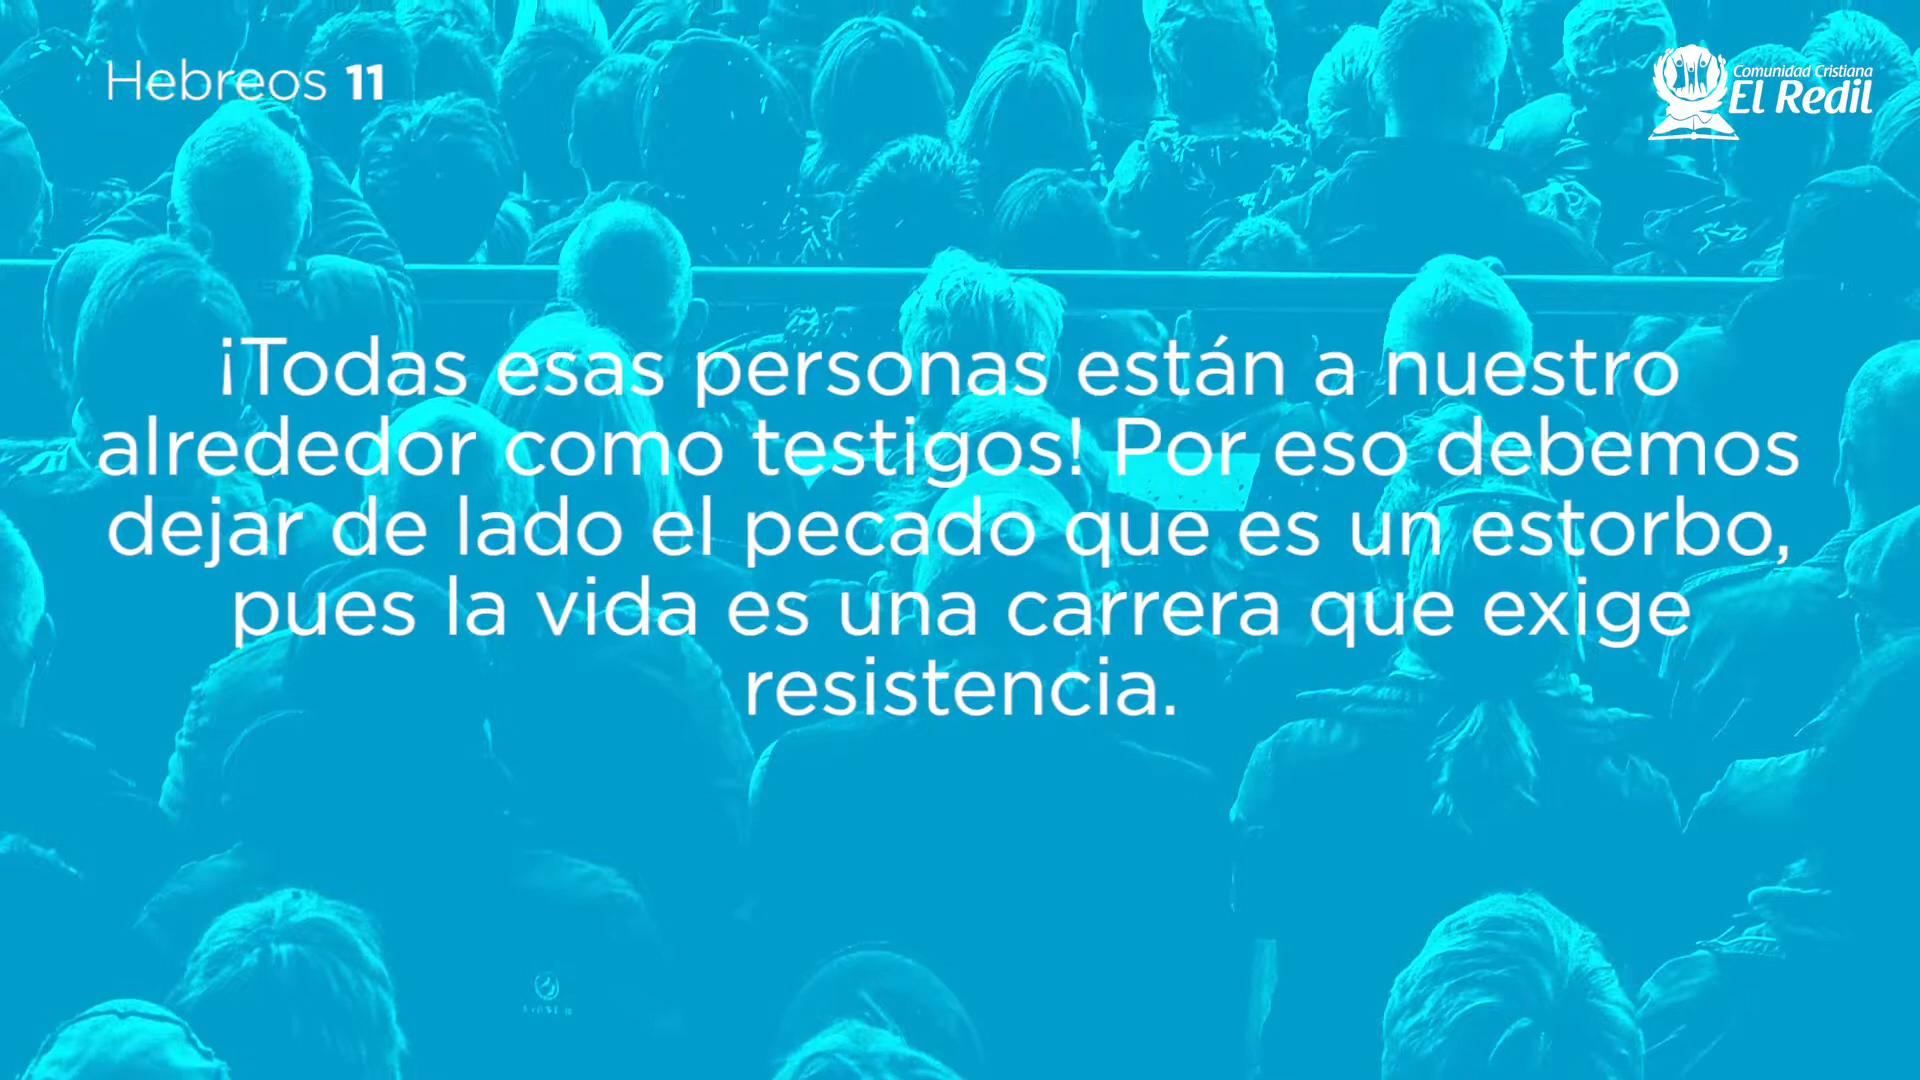 Hebreos 11
Comunidad Cristiana
El Redil
¡Todas esas personas están a nuestro
alrededor como testigos! Por eso debemos
dejar de lado el pecado que es un estorbo,
pues la vida es una carrera que exige
resistencia.